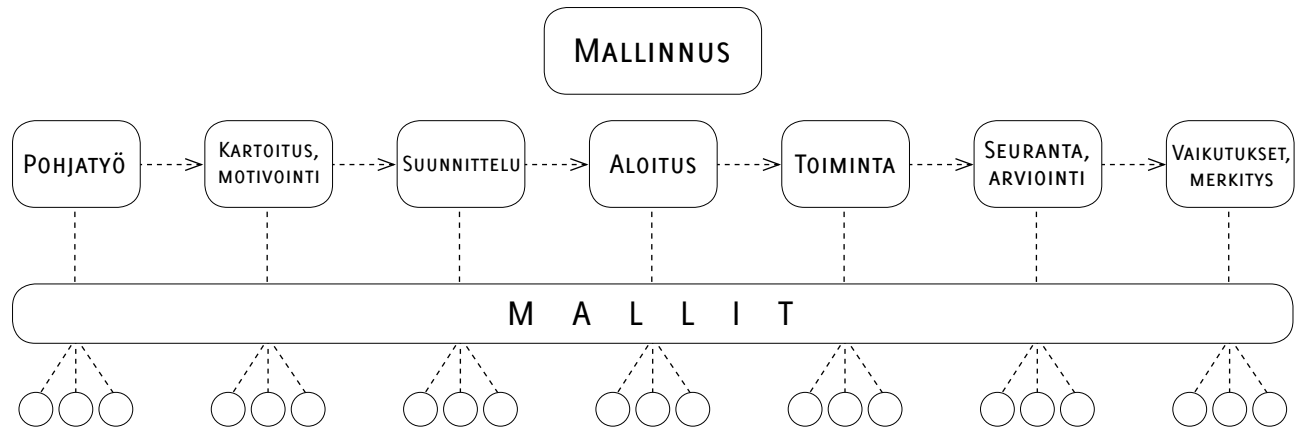 MALLINNUS
POHJATYÖ
KARTOITUS,
MOTIVOINTI
SUUNNITTELU
ALOITUS
TOIMINTA
SEURANTA,
ARVIOINTI
VAIKUTUKSET,
MERKITYS
M A L L I T